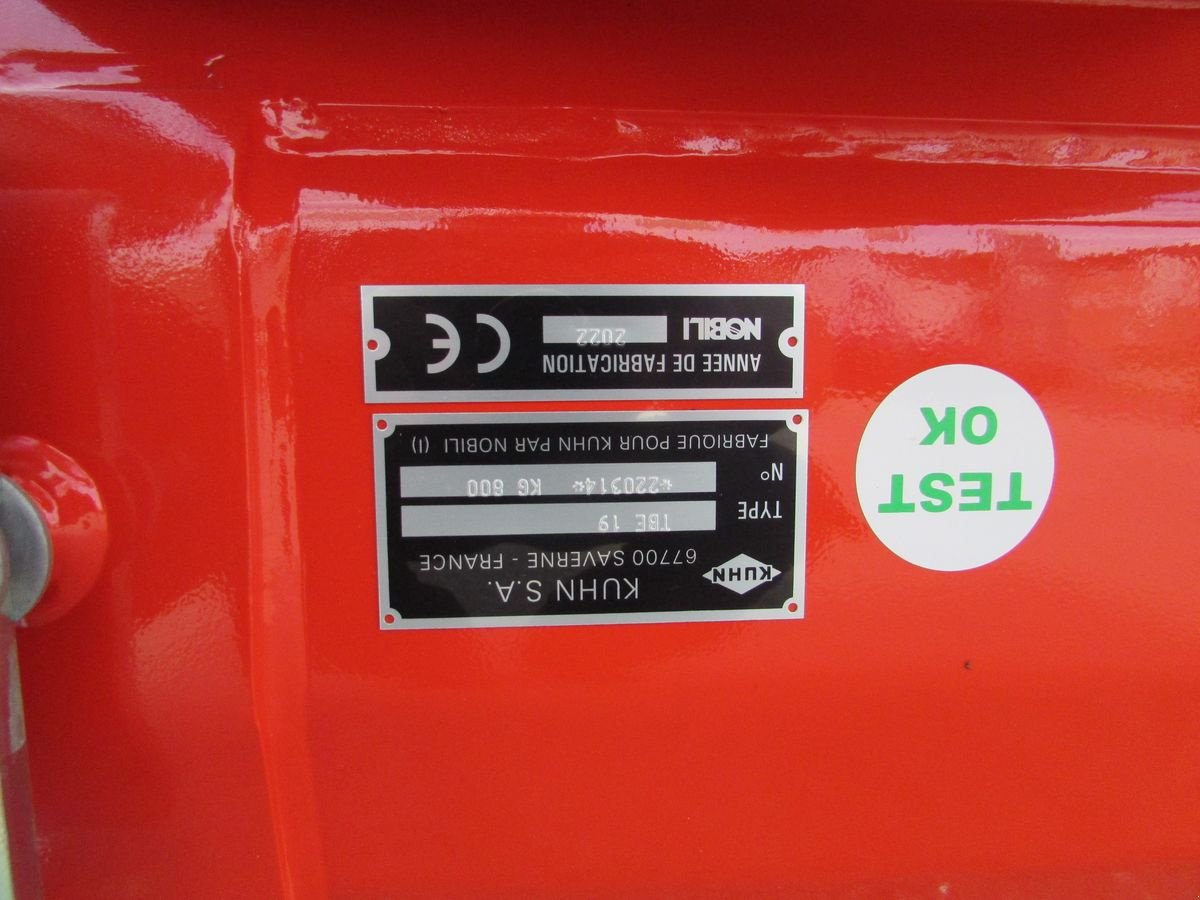 KUHN
KUHN S.A.
67700 SAVERNE - FRANCE
TYPE TBE 19
N° *220314* KG 600
FABRIQUE POUR KUHN PAR NOBILI (I)
ANNEE DE FABRICATION
NOBILI 2022
CE
TEST
OK